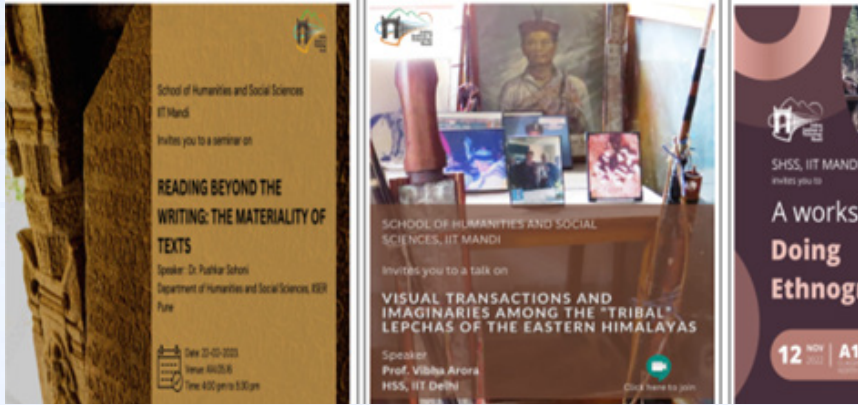 School of Humanities and Social Sciences
IIT Mandi
Invites you to a seminar on
READING BEYOND THE
WRITING: THE MATERIALITY OF
TEXTS
Speaker: Dr. Pushkar Sohoni
Department of Humanities and Social Sciences, IISER
Pune
Date: 22-03-2023
Venue:
Time: 4:00 pm to 5:30 pm
SCHOOL OF HUMANITIES AND SOCIAL
SCIENCES, IIT MANDI
Invites you to a talk on
VISUAL TRANSACTIONS AND
IMAGINARIES AMONG THE "TRIBAL"
LEPCHAS OF THE EASTERN HIMALAYAS
Speaker
Prof. Vibha Arora
HSS, IIT Delhi
Click here to join
SHSS, IIT MANDI
invites you to
A works
Doing
Ethnogr
12 NOV
A1